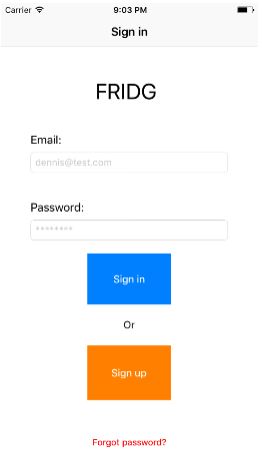 Carrier 9:03 PM
Sign in
FRIDG
Email:
dennis@test.com
Password:
********
Sign in
Or
Sign up
Forgot password?